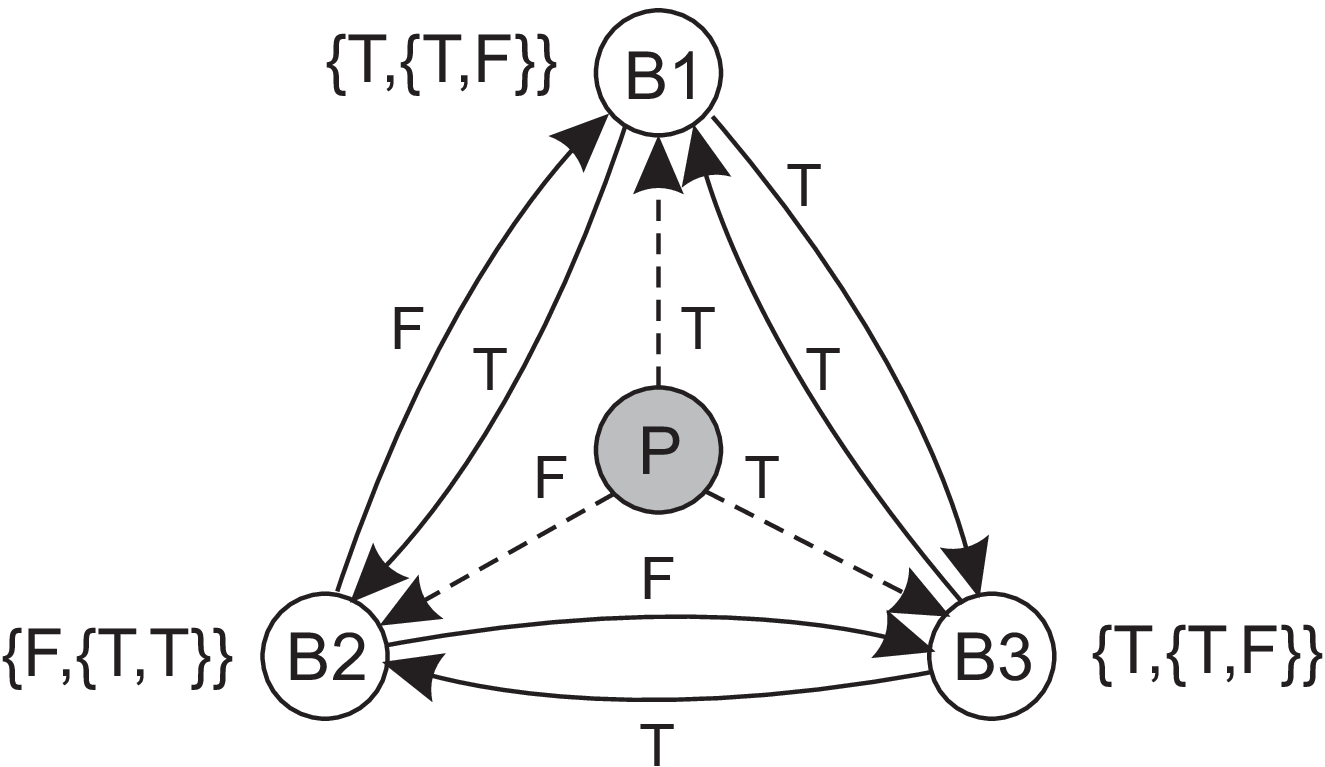 {T,{T,F}} B1
T
F T T T
P
F T
F
{F,{T,T}} B2 B3 {T,{T,F}}
T